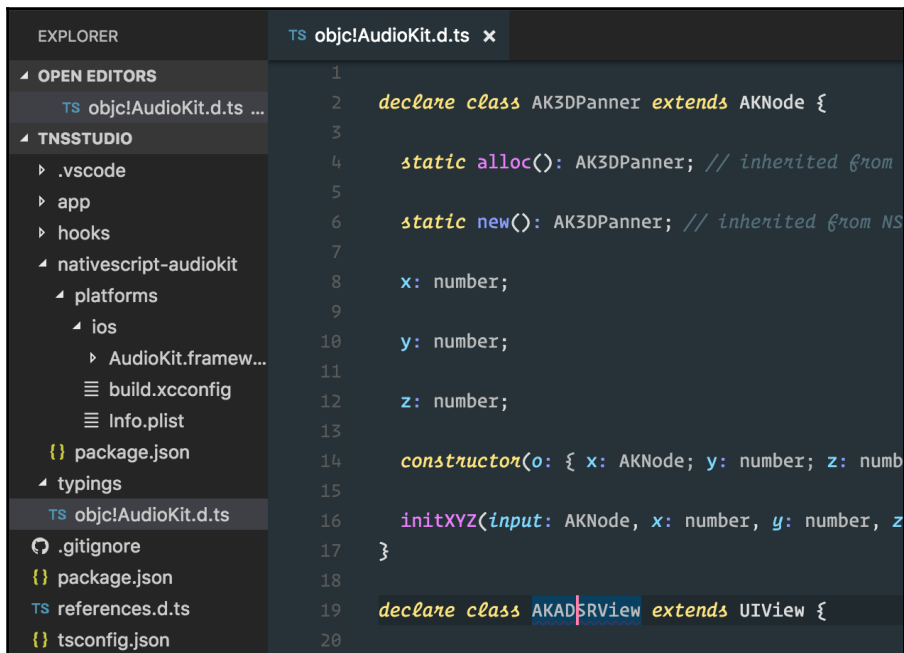 EXPLORER
OPEN EDITORS
TS objc!AudioKit.d.ts ...
TNSSTUDIO
.vscode
app
hooks
nativescript-audiokit
platforms
ios
AudioKit.framew...
build.xcconfig
Info.plist
{} package.json
typings
TS objc!AudioKit.d.ts
.gitignore
{} package.json
TS references.d.ts
{} tsconfig.json
TS objc!AudioKit.d.ts ×
1
2 declare class AK3DPanner extends AKNode {
3
4 static alloc(): AK3DPanner; // inherited from
5
6 static new(): AK3DPanner; // inherited from NS
7
8 x: number;
9
10 y: number;
11
12 z: number;
13
14 constructor(o: { x: AKNode; y: number; z: numb
15
16 initXYZ(input: AKNode, x: number, y: number, z
17 }
18
19 declare class AKADSRView extends UIView {
20